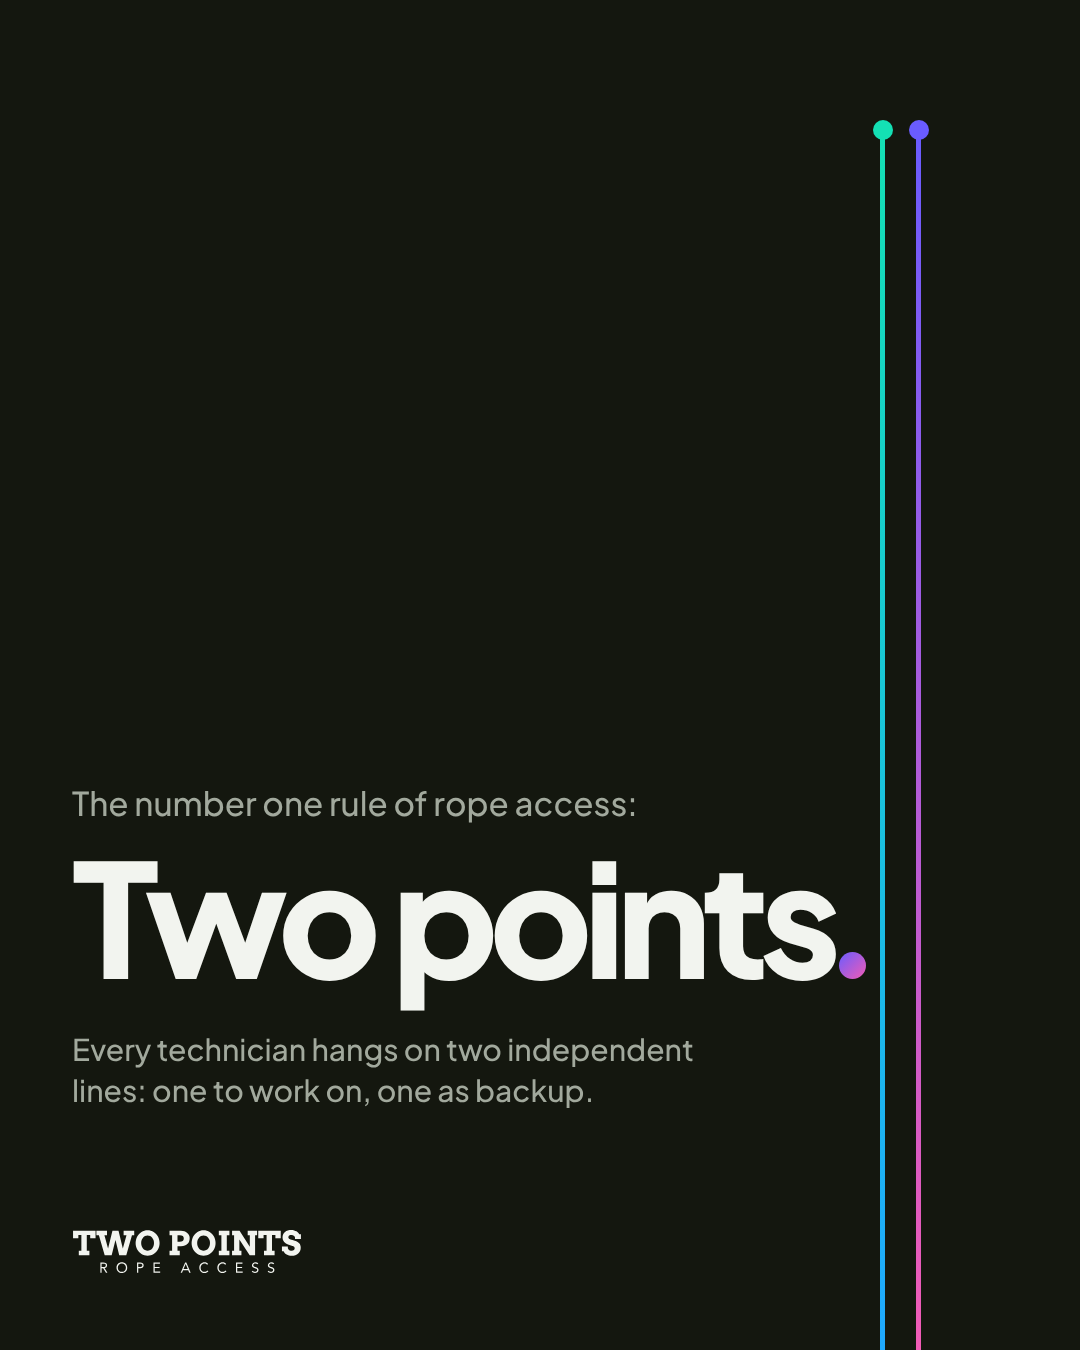 The number one rule of rope access:
Two points.
Every technician hangs on two independent
lines: one to work on, one as backup.
TWO POINTS
ROPE ACCESS